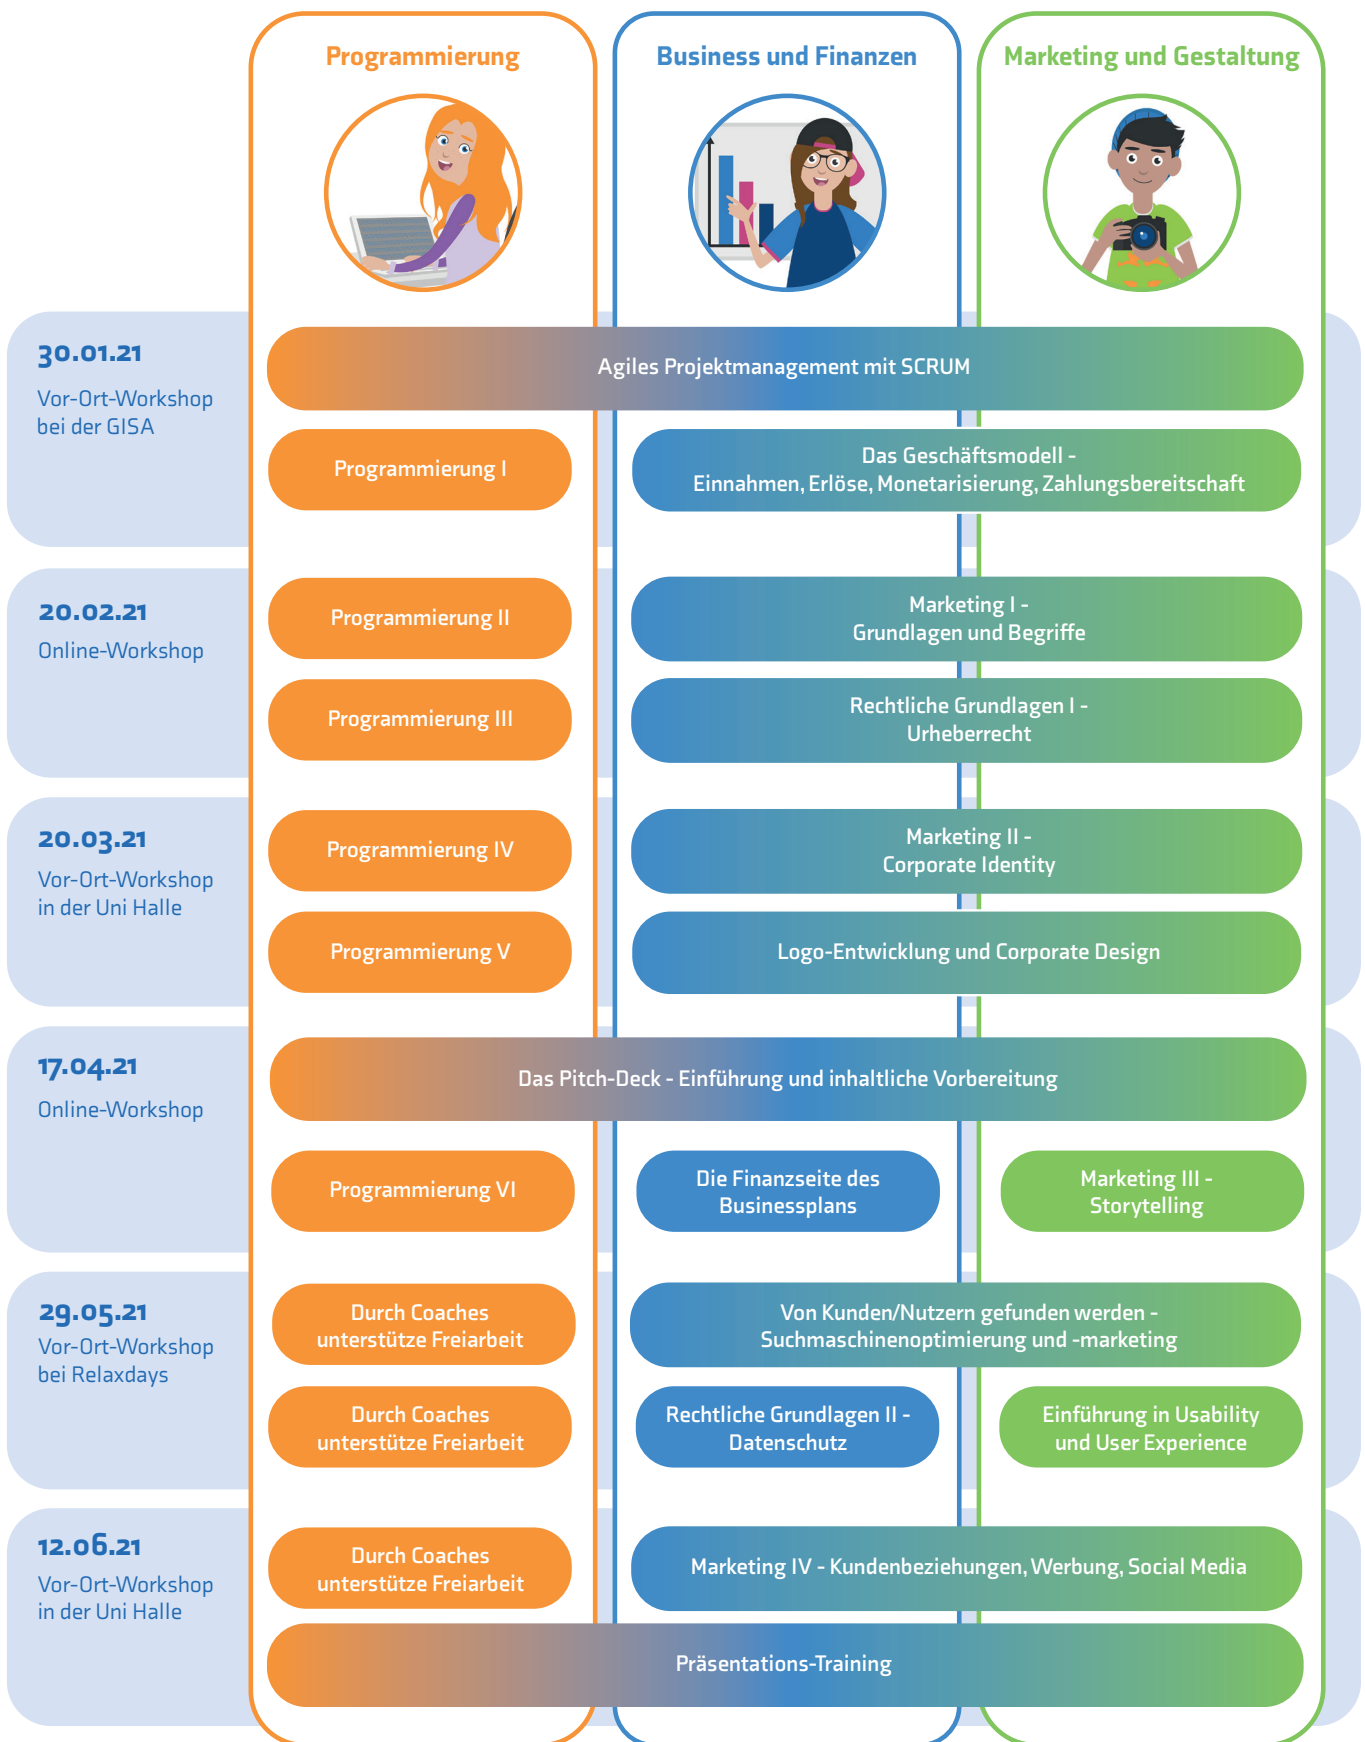 Programmierung
Business und Finanzen
Marketing und Gestaltung
30.01.21
Vor-Ort-Workshop
bei der GISA
Agiles Projektmanagement mit SCRUM
Programmierung I
Das Geschäftsmodell -
Einnahmen, Erlöse, Monetarisierung, Zahlungsbereitschaft
20.02.21
Online-Workshop
Programmierung II
Marketing I -
Grundlagen und Begriffe
Programmierung III
Rechtliche Grundlagen I -
Urheberrecht
20.03.21
Vor-Ort-Workshop
in der Uni Halle
Programmierung IV
Marketing II -
Corporate Identity
Programmierung V
Logo-Entwicklung und Corporate Design
17.04.21
Online-Workshop
Das Pitch-Deck - Einführung und inhaltliche Vorbereitung
Programmierung VI
Die Finanzseite des
Businessplans
Marketing III -
Storytelling
29.05.21
Vor-Ort-Workshop
bei Relaxdays
Durch Coaches
unterstütze Freiarbeit
Von Kunden/Nutzern gefunden werden -
Suchmaschinenoptimierung und -marketing
Durch Coaches
unterstütze Freiarbeit
Rechtliche Grundlagen II -
Datenschutz
Einführung in Usability
und User Experience
12.06.21
Vor-Ort-Workshop
in der Uni Halle
Durch Coaches
unterstütze Freiarbeit
Marketing IV - Kundenbeziehungen, Werbung, Social Media
Präsentations-Training